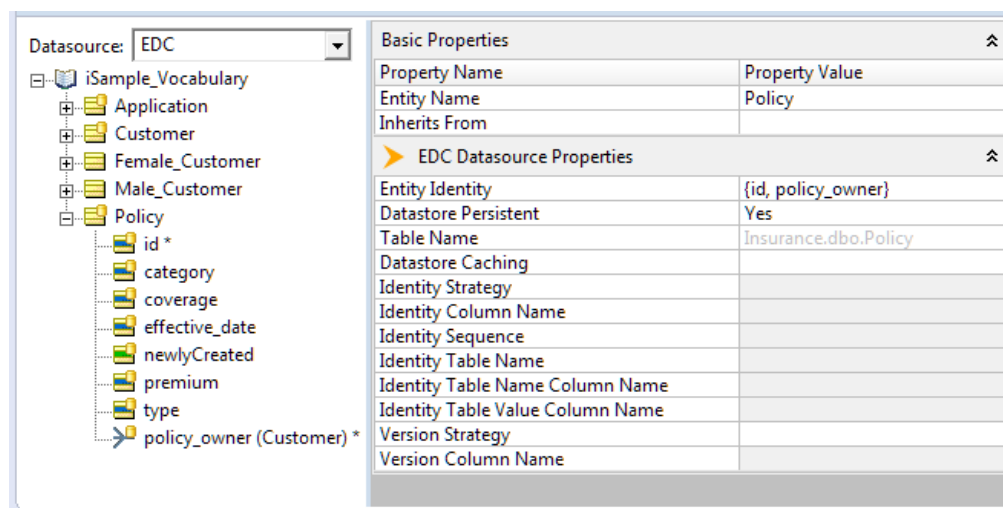 Datasource: EDC
iSample_Vocabulary
Application
Customer
Female_Customer
Male_Customer
Policy
id *
category
coverage
effective_date
newlyCreated
premium
type
policy_owner (Customer) *
Basic Properties
Property Name Property Value
Entity Name Policy
Inherits From
EDC Datasource Properties
Entity Identity {id, policy_owner}
Datastore Persistent Yes
Table Name Insurance.dbo.Policy
Datastore Caching
Identity Strategy
Identity Column Name
Identity Sequence
Identity Table Name
Identity Table Name Column Name
Identity Table Value Column Name
Version Strategy
Version Column Name